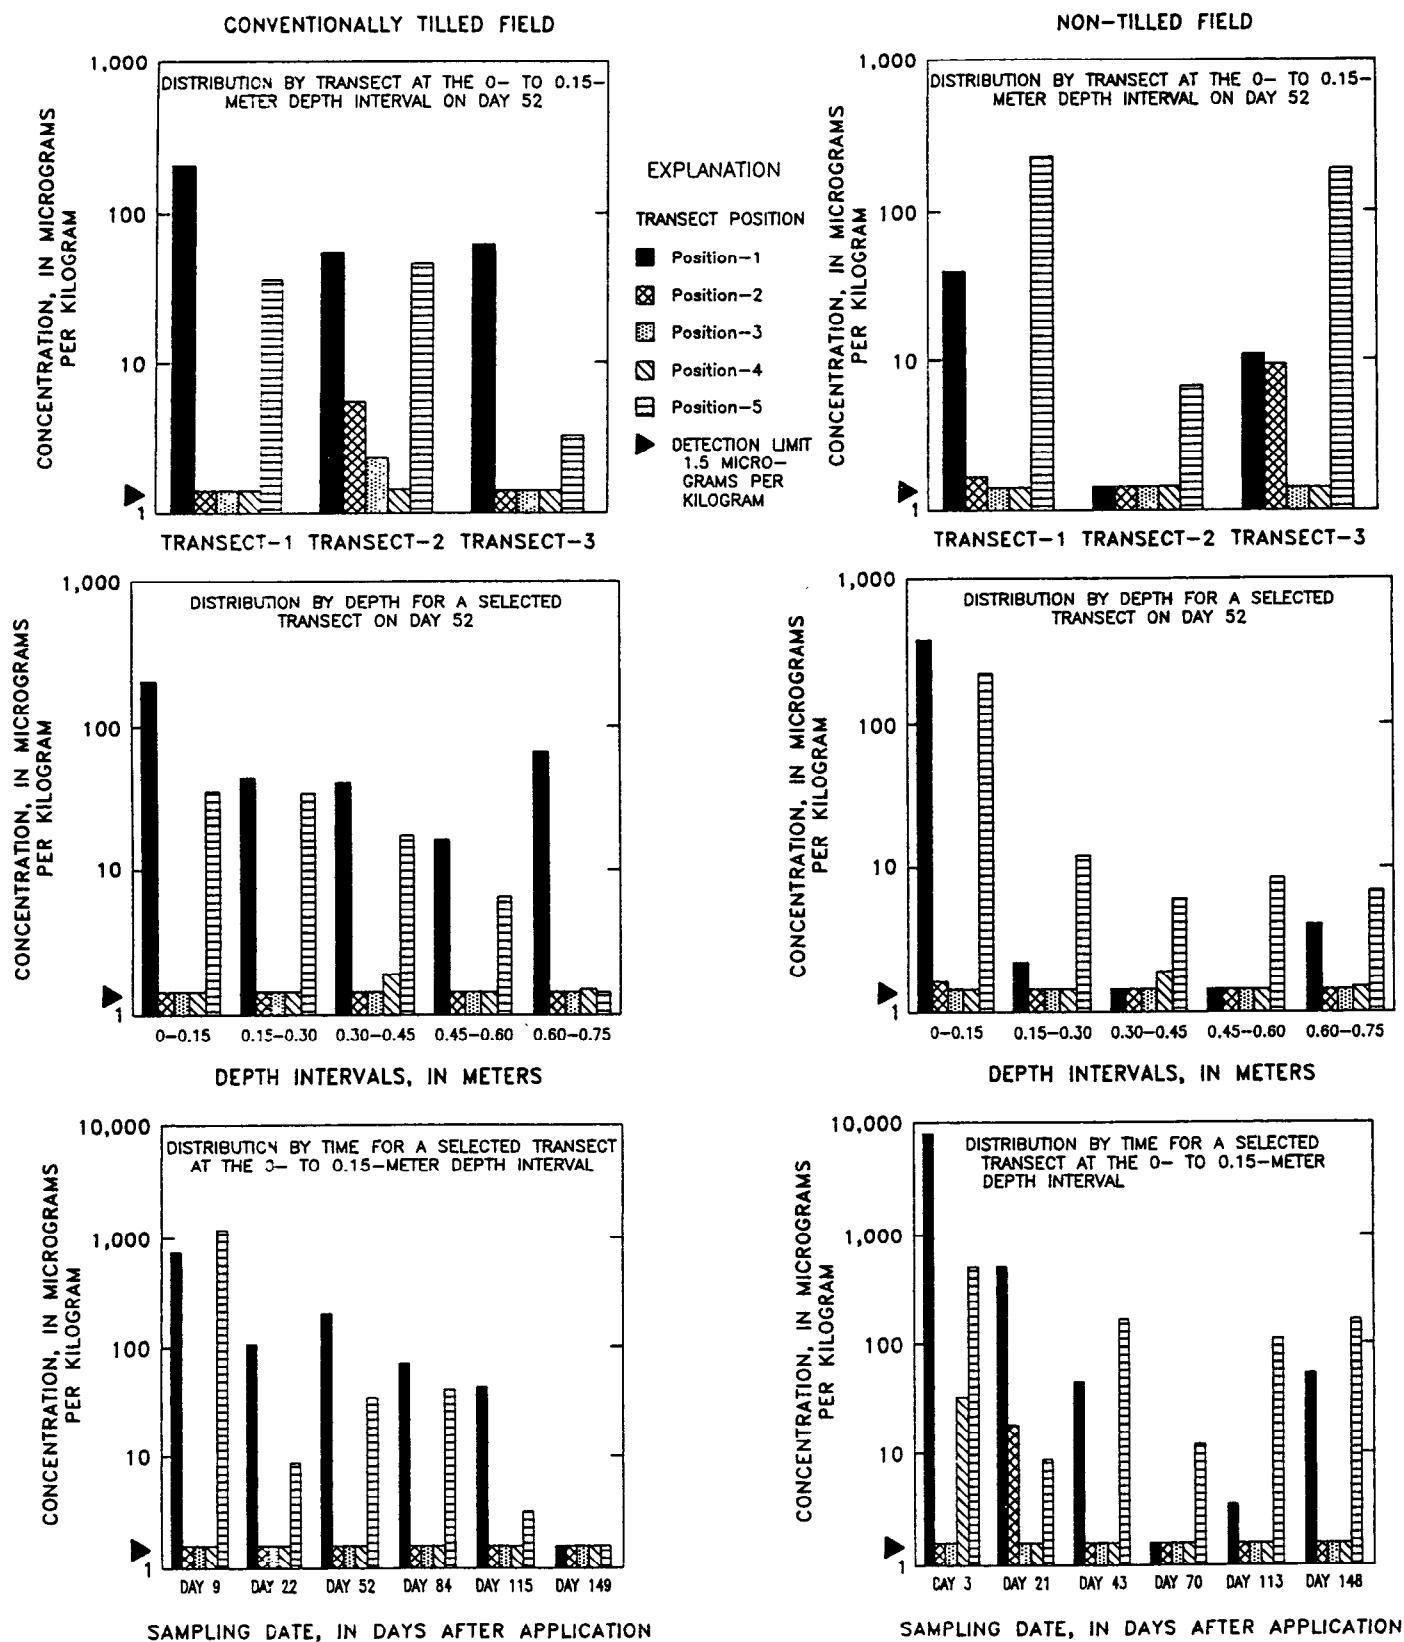 CONVENTIONALLY TILLED FIELD
NON-TILLED FIELD
DISTRIBUTION BY TRANSECT AT THE 0- TO 0.15-
METER DEPTH INTERVAL ON DAY 52
1,000
100
10
1
CONCENTRATION, IN MICROGRAMS
PER KILOGRAM
TRANSECT-1 TRANSECT-2 TRANSECT-3
EXPLANATION
TRANSECT POSITION
Position-1
Position-2
Position-3
Position-4
Position-5
DETECTION LIMIT
1.5 MICRO-
GRAMS PER
KILOGRAM
DISTRIBUTION BY TRANSECT AT THE 0- TO 0.15-
METER DEPTH INTERVAL ON DAY 52
1,000
100
10
1
CONCENTRATION, IN MICROGRAMS
PER KILOGRAM
TRANSECT-1 TRANSECT-2 TRANSECT-3
DISTRIBUTION BY DEPTH FOR A SELECTED
TRANSECT ON DAY 52
1,000
100
10
1
CONCENTRATION, IN MICROGRAMS
PER KILOGRAM
0-0.15 0.15-0.30 0.30-0.45 0.45-0.60 0.60-0.75
DEPTH INTERVALS, IN METERS
DISTRIBUTION BY DEPTH FOR A SELECTED
TRANSECT ON DAY 52
1,000
100
10
1
CONCENTRATION, IN MICROGRAMS
PER KILOGRAM
0-0.15 0.15-0.30 0.30-0.45 0.45-0.60 0.60-0.75
DEPTH INTERVALS, IN METERS
DISTRIBUTION BY TIME FOR A SELECTED TRANSECT
AT THE 0- TO 0.15-METER DEPTH INTERVAL
10,000
1,000
100
10
1
CONCENTRATION, IN MICROGRAMS
PER KILOGRAM
DAY 9 DAY 22 DAY 52 DAY 84 DAY 115 DAY 149
SAMPLING DATE, IN DAYS AFTER APPLICATION
DISTRIBUTION BY TIME FOR A SELECTED
TRANSECT AT THE 0- TO 0.15-METER
DEPTH INTERVAL
10,000
1,000
100
10
1
CONCENTRATION, IN MICROGRAMS
PER KILOGRAM
DAY 3 DAY 21 DAY 43 DAY 70 DAY 113 DAY 148
SAMPLING DATE, IN DAYS AFTER APPLICATION